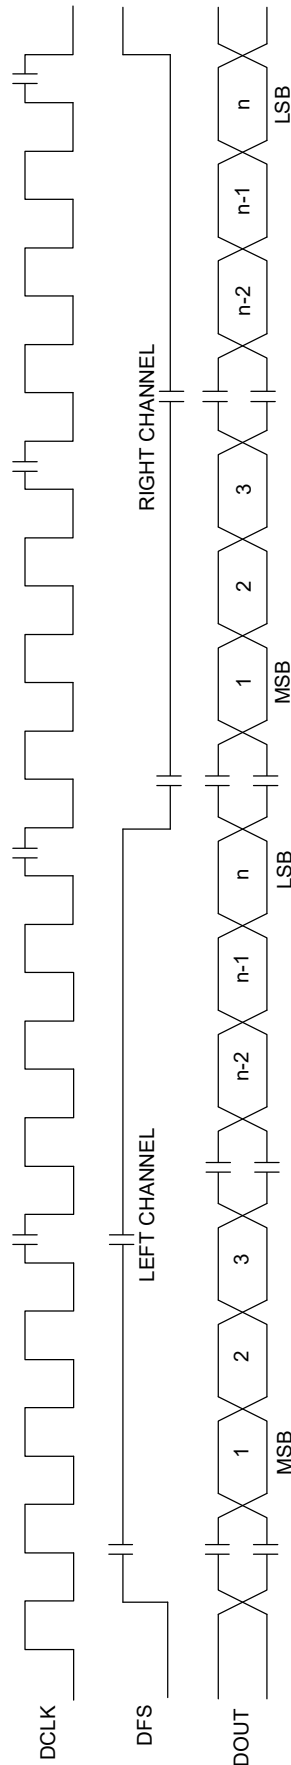 DCLK
DFS
LEFT CHANNEL
RIGHT CHANNEL
DOUT
1 2 3 n-2 n-1 n 1 2 3 n-2 n-1 n
MSB LSB MSB LSB